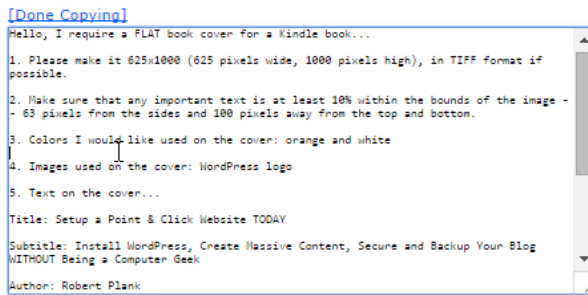 [Done Copying]
Hello, I require a FLAT book cover for a Kindle book...
1. Please make it 625x1000 (625 pixels wide, 1000 pixels high), in TIFF format if
possible.
2. Make sure that any important text is at least 10% within the bounds of the image -
- 63 pixels from the sides and 100 pixels away from the top and bottom.
3. Colors I would like used on the cover: orange and white
4. Images used on the cover: WordPress logo
5. Text on the cover...
Title: Setup a Point & Click Website TODAY
Subtitle: Install WordPress, Create Massive Content, Secure and Backup Your Blog
WITHOUT Being a Computer Geek
Author: Robert Plank